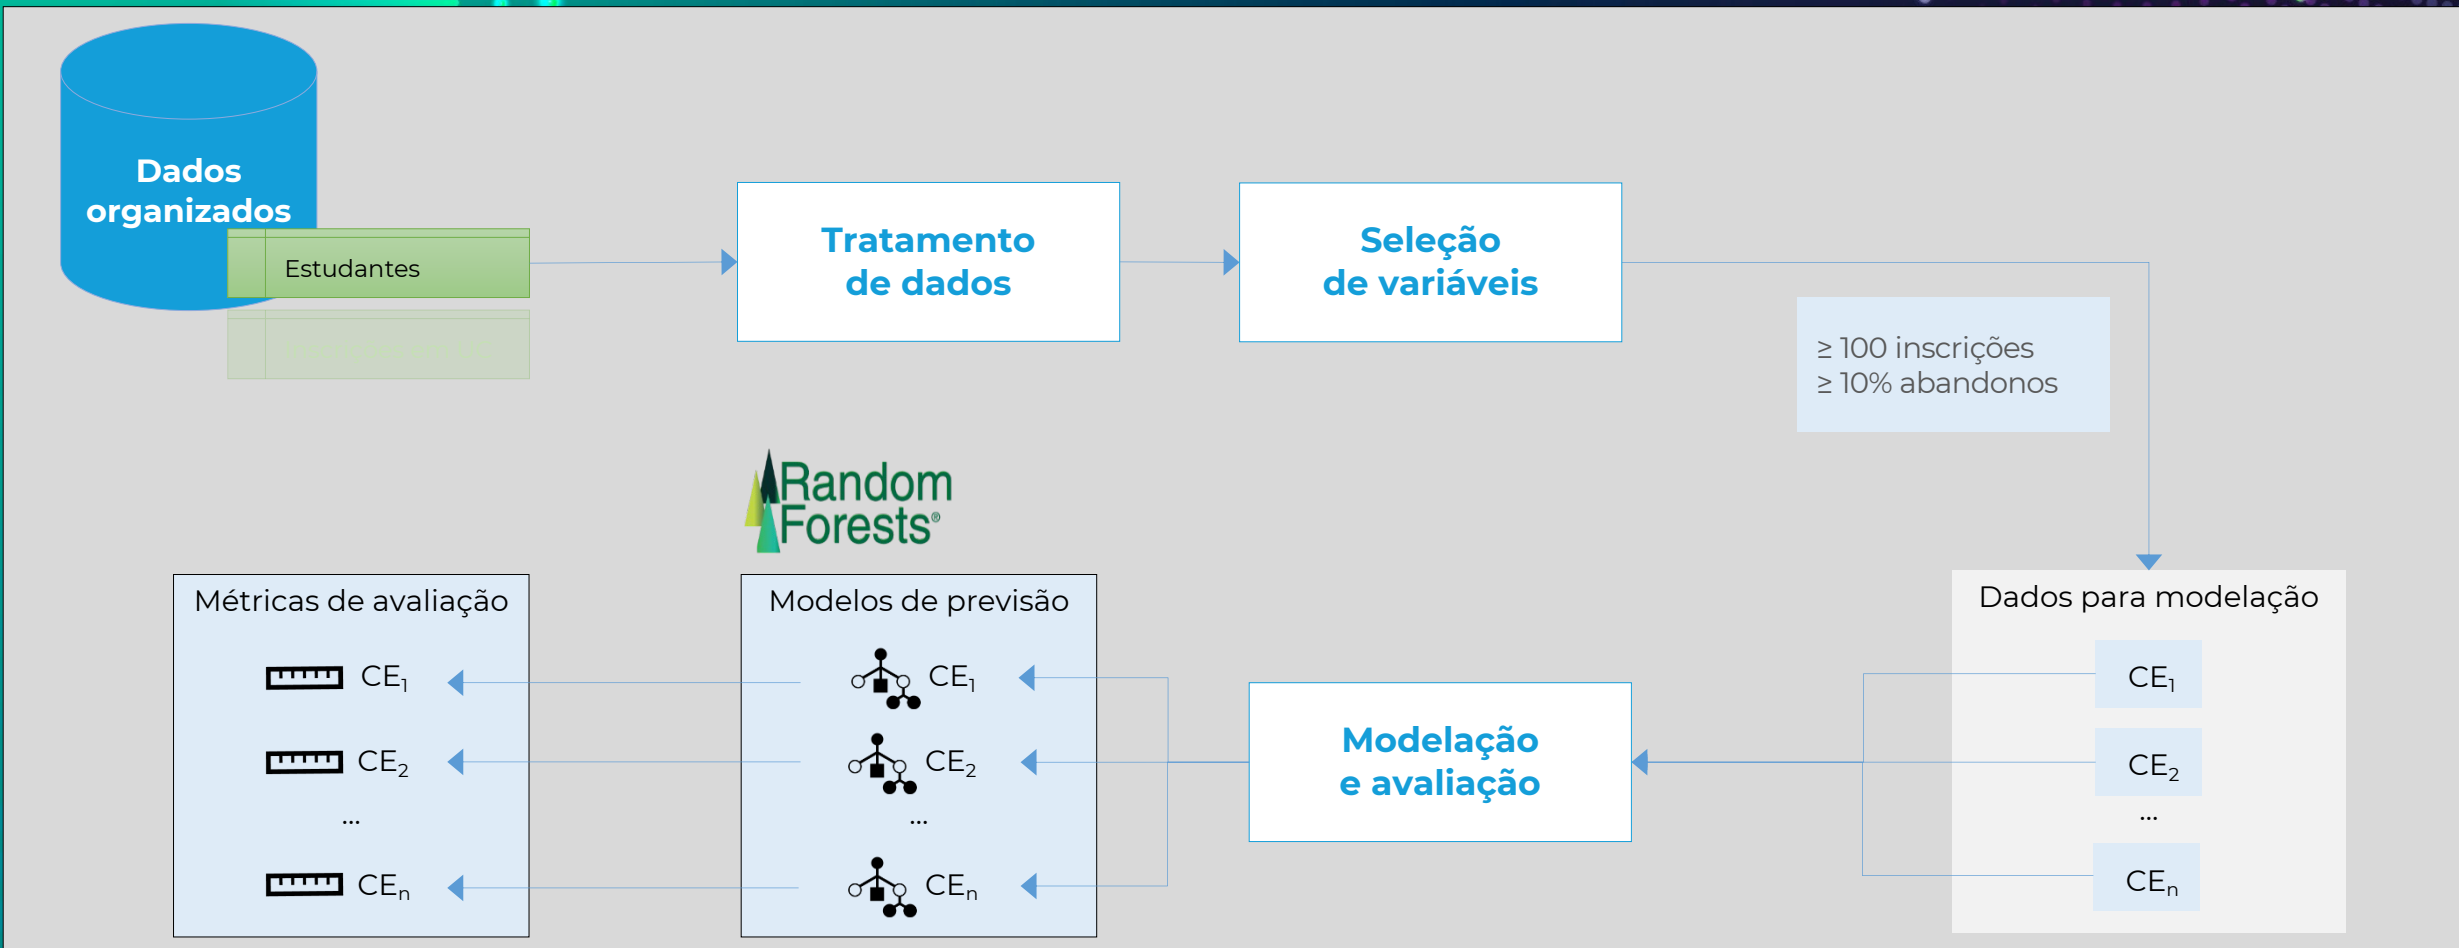 Dados
organizados
Estudantes
Tratamento
de dados
Seleção
de variáveis
≥ 100 inscrições
≥ 10% abandonos
Random
Forests®
Métricas de avaliação
CE1
CE2
...
CEn
Modelos de previsão
CE1
CE2
...
CEn
Modelação
e avaliação
Dados para modelação
CE1
CE2
...
CEn